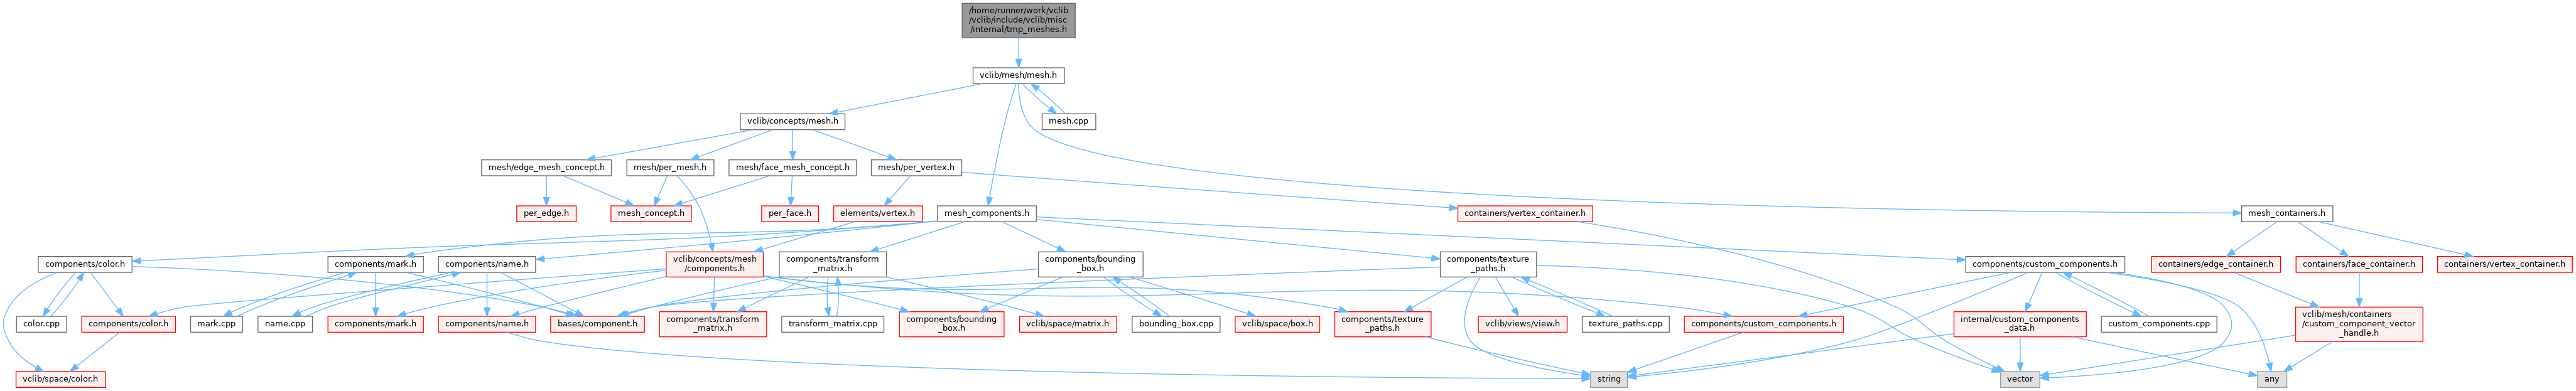 /home/runner/work/vclib
/vclib/include/vclib/misc
/internal/tmp_meshes.h
vclib/mesh/mesh.h
vclib/concepts/mesh.h
mesh.cpp
mesh/edge_mesh_concept.h
mesh/per_mesh.h
mesh/face_mesh_concept.h
mesh/per_vertex.h
per_edge.h
mesh_concept.h
per_face.h
elements/vertex.h
mesh_components.h
containers/vertex_container.h
mesh_containers.h
components/color.h
components/mark.h
components/name.h
vclib/concepts/mesh
/components.h
components/transform
_matrix.h
components/bounding
_box.h
components/texture
_paths.h
components/custom_components.h
containers/edge_container.h
containers/face_container.h
containers/vertex_container.h
color.cpp
components/color.h
mark.cpp
name.cpp
components/mark.h
components/name.h
bases/component.h
components/transform
_matrix.h
transform_matrix.cpp
components/bounding
_box.h
vclib/space/matrix.h
bounding_box.cpp
vclib/space/box.h
components/texture
_paths.h
vclib/views/view.h
texture_paths.cpp
components/custom_components.h
internal/custom_components
_data.h
custom_components.cpp
vclib/mesh/containers
/custom_component_vector
_handle.h
vclib/space/color.h
string
vector
any